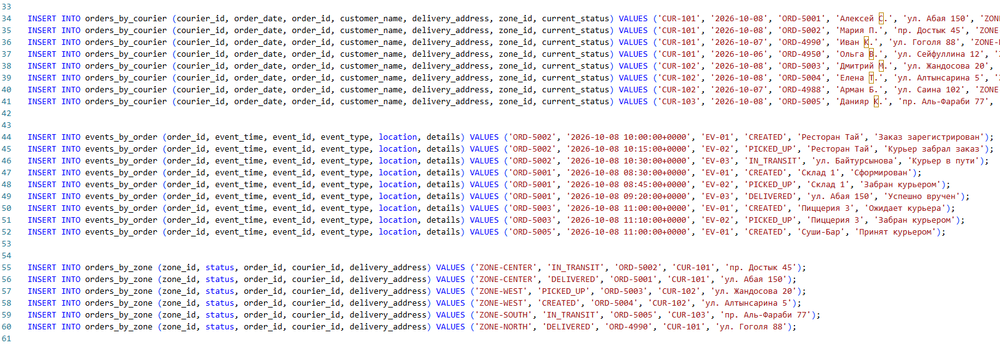 33
34 INSERT INTO orders_by_courier (courier_id, order_date, order_id, customer_name, delivery_address, zone_id, current_status) VALUES ('CUR-101', '2026-10-08', 'ORD-5001', 'Алексей С.', 'ул. Абая 150', 'ZON
35 INSERT INTO orders_by_courier (courier_id, order_date, order_id, customer_name, delivery_address, zone_id, current_status) VALUES ('CUR-101', '2026-10-08', 'ORD-5002', 'Мария П.', 'пр. Достык 45', 'ZONE-
36 INSERT INTO orders_by_courier (courier_id, order_date, order_id, customer_name, delivery_address, zone_id, current_status) VALUES ('CUR-101', '2026-10-07', 'ORD-4990', 'Иван К.', 'ул. Гоголя 88', 'ZONE-
37 INSERT INTO orders_by_courier (courier_id, order_date, order_id, customer_name, delivery_address, zone_id, current_status) VALUES ('CUR-101', '2026-10-06', 'ORD-4950', 'Ольга В.', 'ул. Сейфуллина 12',
38 INSERT INTO orders_by_courier (courier_id, order_date, order_id, customer_name, delivery_address, zone_id, current_status) VALUES ('CUR-102', '2026-10-08', 'ORD-5003', 'Дмитрий М.', 'ул. Жандосова 20',
39 INSERT INTO orders_by_courier (courier_id, order_date, order_id, customer_name, delivery_address, zone_id, current_status) VALUES ('CUR-102', '2026-10-08', 'ORD-5004', 'Елена Т.', 'ул. Алтынсарина 5',
40 INSERT INTO orders_by_courier (courier_id, order_date, order_id, customer_name, delivery_address, zone_id, current_status) VALUES ('CUR-102', '2026-10-07', 'ORD-4988', 'Арман Б.', 'ул. Саина 102', 'ZONE-
41 INSERT INTO orders_by_courier (courier_id, order_date, order_id, customer_name, delivery_address, zone_id, current_status) VALUES ('CUR-103', '2026-10-08', 'ORD-5005', 'Данияр К.', 'пр. Аль-Фараби 77',
42
43
44 INSERT INTO events_by_order (order_id, event_time, event_id, event_type, location, details) VALUES ('ORD-5002', '2026-10-08 10:00:00+0000', 'EV-01', 'CREATED', 'Ресторан Тай', 'Заказ зарегистрирован');
45 INSERT INTO events_by_order (order_id, event_time, event_id, event_type, location, details) VALUES ('ORD-5002', '2026-10-08 10:15:00+0000', 'EV-02', 'PICKED_UP', 'Ресторан Тай', 'Курьер забрал заказ');
46 INSERT INTO events_by_order (order_id, event_time, event_id, event_type, location, details) VALUES ('ORD-5002', '2026-10-08 10:30:00+0000', 'EV-03', 'IN_TRANSIT', 'ул. Байтурсынова', 'Курьер в пути');
47 INSERT INTO events_by_order (order_id, event_time, event_id, event_type, location, details) VALUES ('ORD-5001', '2026-10-08 08:30:00+0000', 'EV-01', 'CREATED', 'Склад 1', 'Сформирован');
48 INSERT INTO events_by_order (order_id, event_time, event_id, event_type, location, details) VALUES ('ORD-5001', '2026-10-08 08:45:00+0000', 'EV-02', 'PICKED_UP', 'Склад 1', 'Забран курьером');
49 INSERT INTO events_by_order (order_id, event_time, event_id, event_type, location, details) VALUES ('ORD-5001', '2026-10-08 09:20:00+0000', 'EV-03', 'DELIVERED', 'ул. Абая 150', 'Успешно вручен');
50 INSERT INTO events_by_order (order_id, event_time, event_id, event_type, location, details) VALUES ('ORD-5003', '2026-10-08 11:00:00+0000', 'EV-01', 'CREATED', 'Пиццерия 3', 'Ожидает курьера');
51 INSERT INTO events_by_order (order_id, event_time, event_id, event_type, location, details) VALUES ('ORD-5003', '2026-10-08 11:10:00+0000', 'EV-02', 'PICKED_UP', 'Пиццерия 3', 'Забран курьером');
52 INSERT INTO events_by_order (order_id, event_time, event_id, event_type, location, details) VALUES ('ORD-5005', '2026-10-08 11:00:00+0000', 'EV-01', 'CREATED', 'Суши-Бар', 'Принят курьером');
53
54
55 INSERT INTO orders_by_zone (zone_id, status, order_id, courier_id, delivery_address) VALUES ('ZONE-CENTER', 'IN_TRANSIT', 'ORD-5002', 'CUR-101', 'пр. Достык 45');
56 INSERT INTO orders_by_zone (zone_id, status, order_id, courier_id, delivery_address) VALUES ('ZONE-CENTER', 'DELIVERED', 'ORD-5001', 'CUR-101', 'ул. Абая 150');
57 INSERT INTO orders_by_zone (zone_id, status, order_id, courier_id, delivery_address) VALUES ('ZONE-WEST', 'PICKED_UP', 'ORD-5003', 'CUR-102', 'ул. Жандосова 20');
58 INSERT INTO orders_by_zone (zone_id, status, order_id, courier_id, delivery_address) VALUES ('ZONE-WEST', 'CREATED', 'ORD-5004', 'CUR-102', 'ул. Алтынсарина 5');
59 INSERT INTO orders_by_zone (zone_id, status, order_id, courier_id, delivery_address) VALUES ('ZONE-SOUTH', 'IN_TRANSIT', 'ORD-5005', 'CUR-103', 'пр. Аль-Фараби 77');
60 INSERT INTO orders_by_zone (zone_id, status, order_id, courier_id, delivery_address) VALUES ('ZONE-NORTH', 'DELIVERED', 'ORD-4990', 'CUR-101', 'ул. Гоголя 88');
61